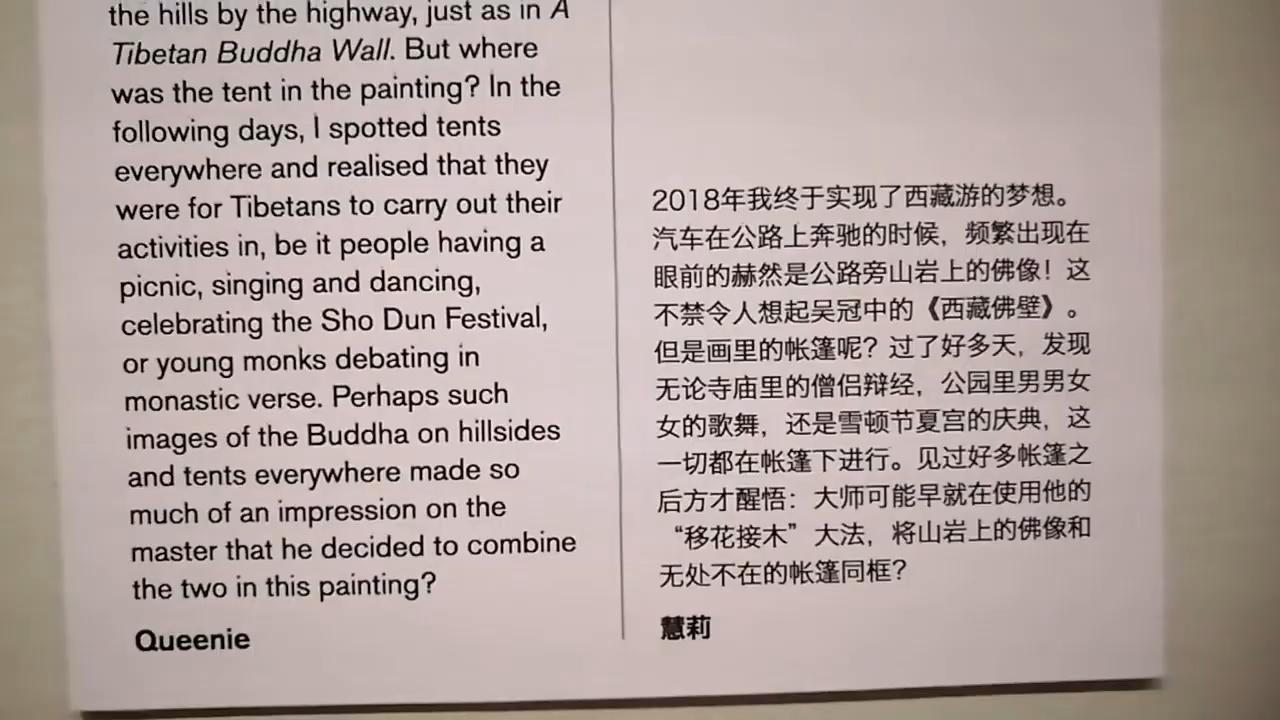 the hills by the highway, just as in A
Tibetan Buddha Wall. But where
was the tent in the painting? In the
following days, I spotted tents
everywhere and realised that they
were for Tibetans to carry out their
activities in, be it people having a
picnic, singing and dancing,
celebrating the Sho Dun Festival,
or young monks debating in
monastic verse. Perhaps such
images of the Buddha on hillsides
and tents everywhere made so
much of an impression on the
master that he decided to combine
the two in this painting?
Queenie
2018年我终于实现了西藏游的梦想。
汽车在公路上奔驰的时候，频繁出现在
眼前的赫然是公路旁山岩上的佛像！这
不禁令人想起吴冠中的《西藏佛壁》。
但是画里的帐篷呢？过了好多天，发现
无论寺庙里的僧侣辩经，公园里男男女
女的歌舞，还是雪顿节夏宫的庆典，这
一切都在帐篷下进行。见过好多帐篷之
后方才醒悟：大师可能早就在使用他的
“移花接木”大法，将山岩上的佛像和
无处不在的帐篷同框？
慧莉